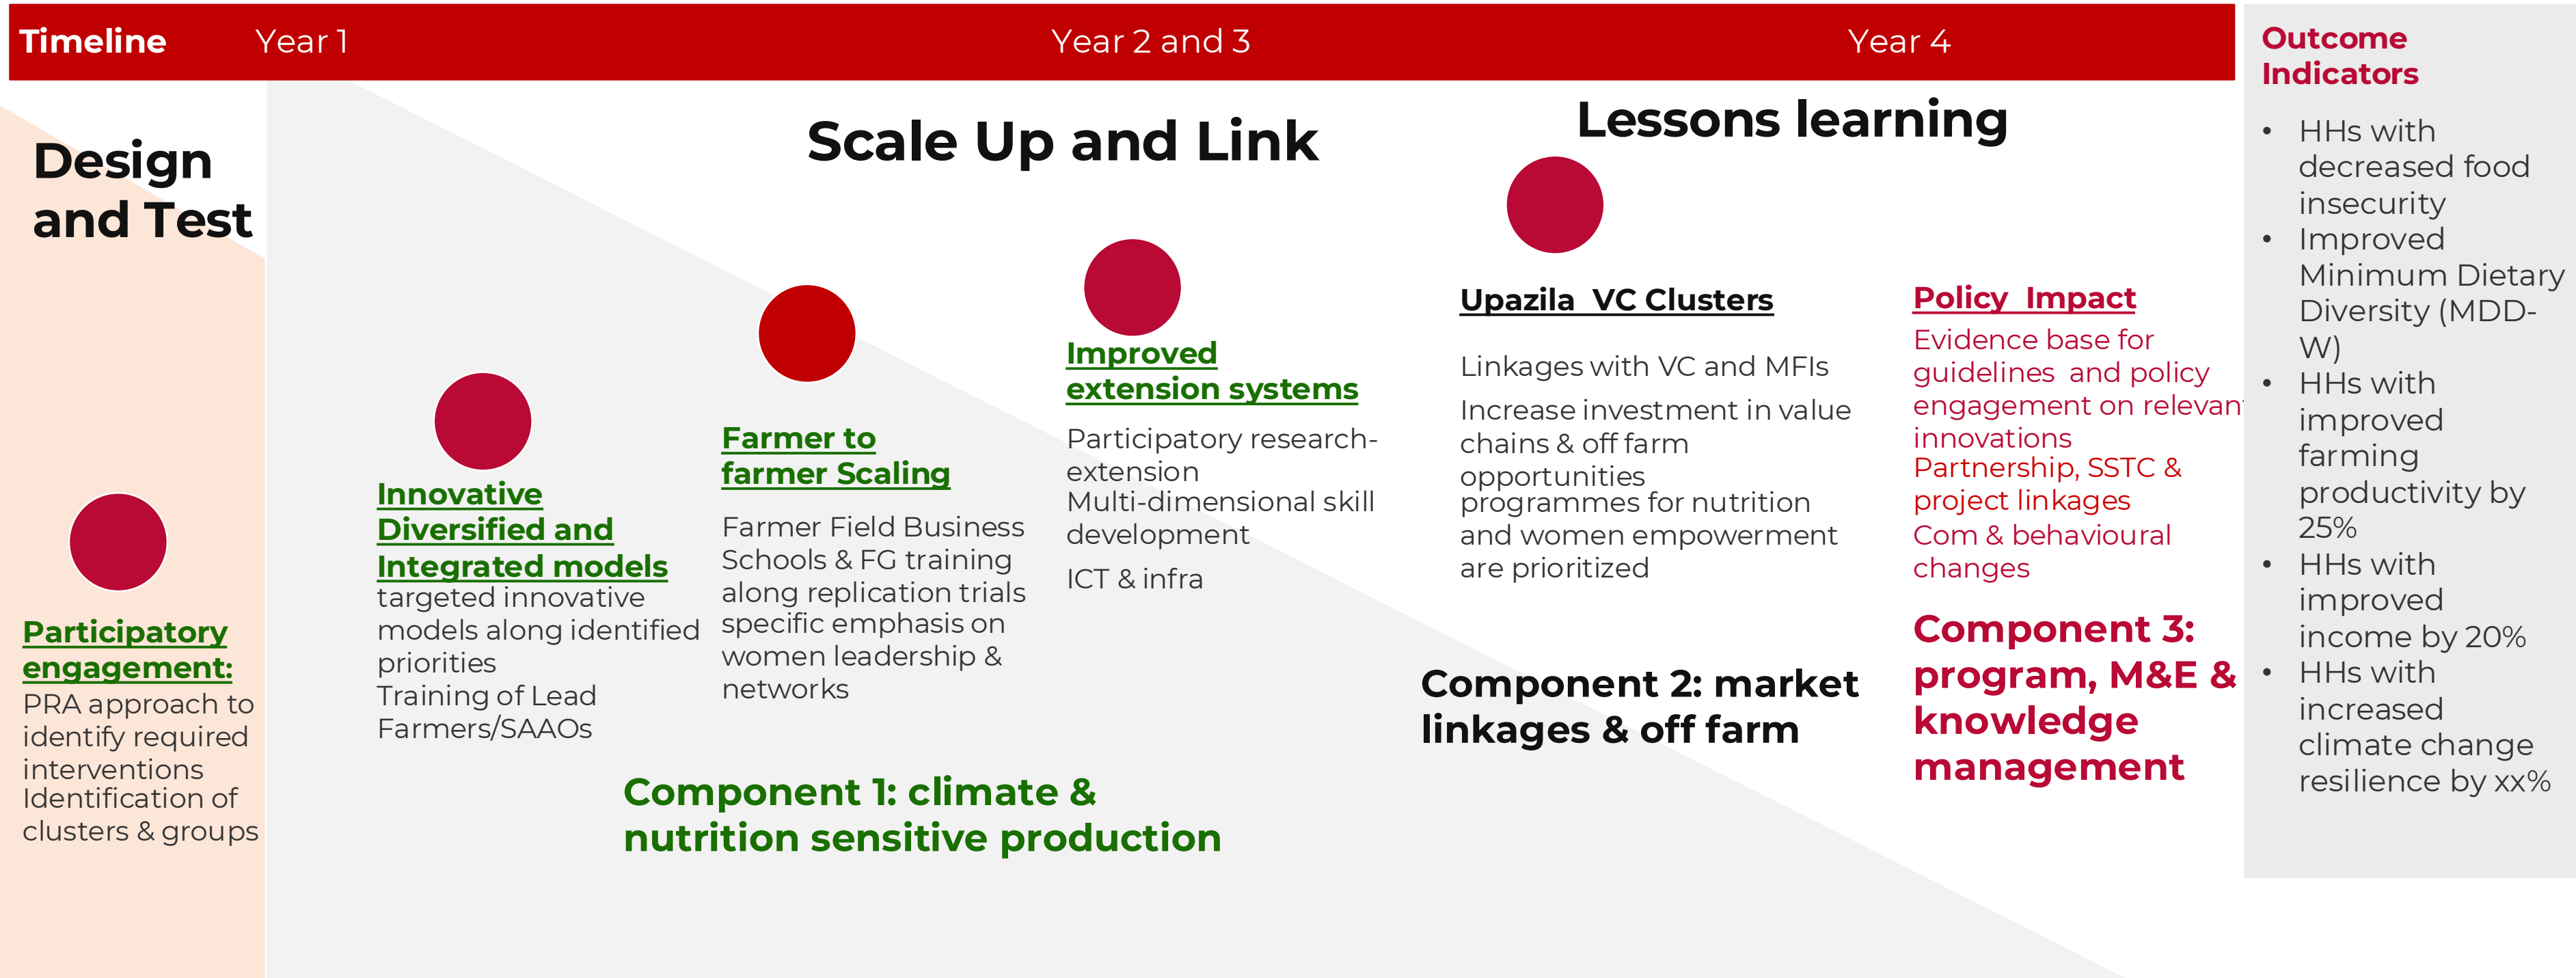 Timeline
Year 1
Year 2 and 3
Year 4
Design
and Test
Scale Up and Link
Lessons learning
Participatory
engagement:
PRA approach to
identify required
interventions
Identification of
clusters & groups
Innovative
Diversified and
Integrated models
targeted innovative
models along identified
priorities
Training of Lead
Farmers/SAAOs
Farmer to
farmer Scaling
Farmer Field Business
Schools & FG training
along replication trials
specific emphasis on
women leadership &
networks
Improved
extension systems
Participatory research-
extension
Multi-dimensional skill
development
ICT & infra
Component 1: climate &
nutrition sensitive production
Upazila  VC Clusters
Linkages with VC and MFIs
Increase investment in value
chains & off farm
opportunities
programmes for nutrition
and women empowerment
are prioritized
Component 2: market
linkages & off farm
Policy  Impact
Evidence base for
guidelines  and policy
engagement on relevant
innovations
Partnership, SSTC &
project linkages
Com & behavioural
changes
Component 3:
program, M&E &
knowledge
management
Outcome
Indicators
• HHs with
decreased food
insecurity
• Improved
Minimum Dietary
Diversity (MDD-
W)
• HHs with
improved
farming
productivity by
25%
• HHs with
improved
income by 20%
• HHs with
increased
climate change
resilience by xx%